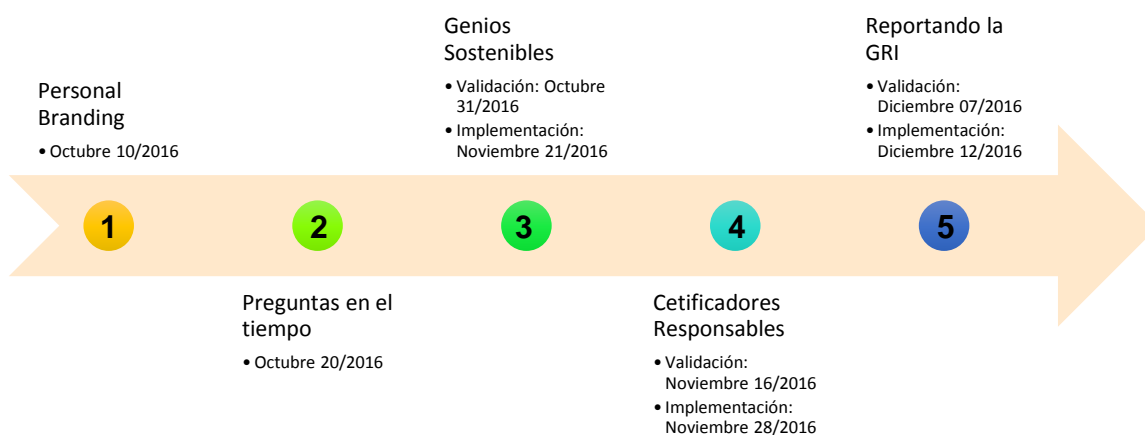 Personal
Branding
• Octubre 10/2016
1
Preguntas en el
tiempo
• Octubre 20/2016
2
Genios
Sostenibles
• Validación: Octubre
31/2016
• Implementación:
Noviembre 21/2016
3
Cetificadores
Responsables
• Validación:
Noviembre 16/2016
• Implementación:
Noviembre 28/2016
4
Reportando la
GRI
• Validación:
Diciembre 07/2016
• Implementación:
Diciembre 12/2016
5